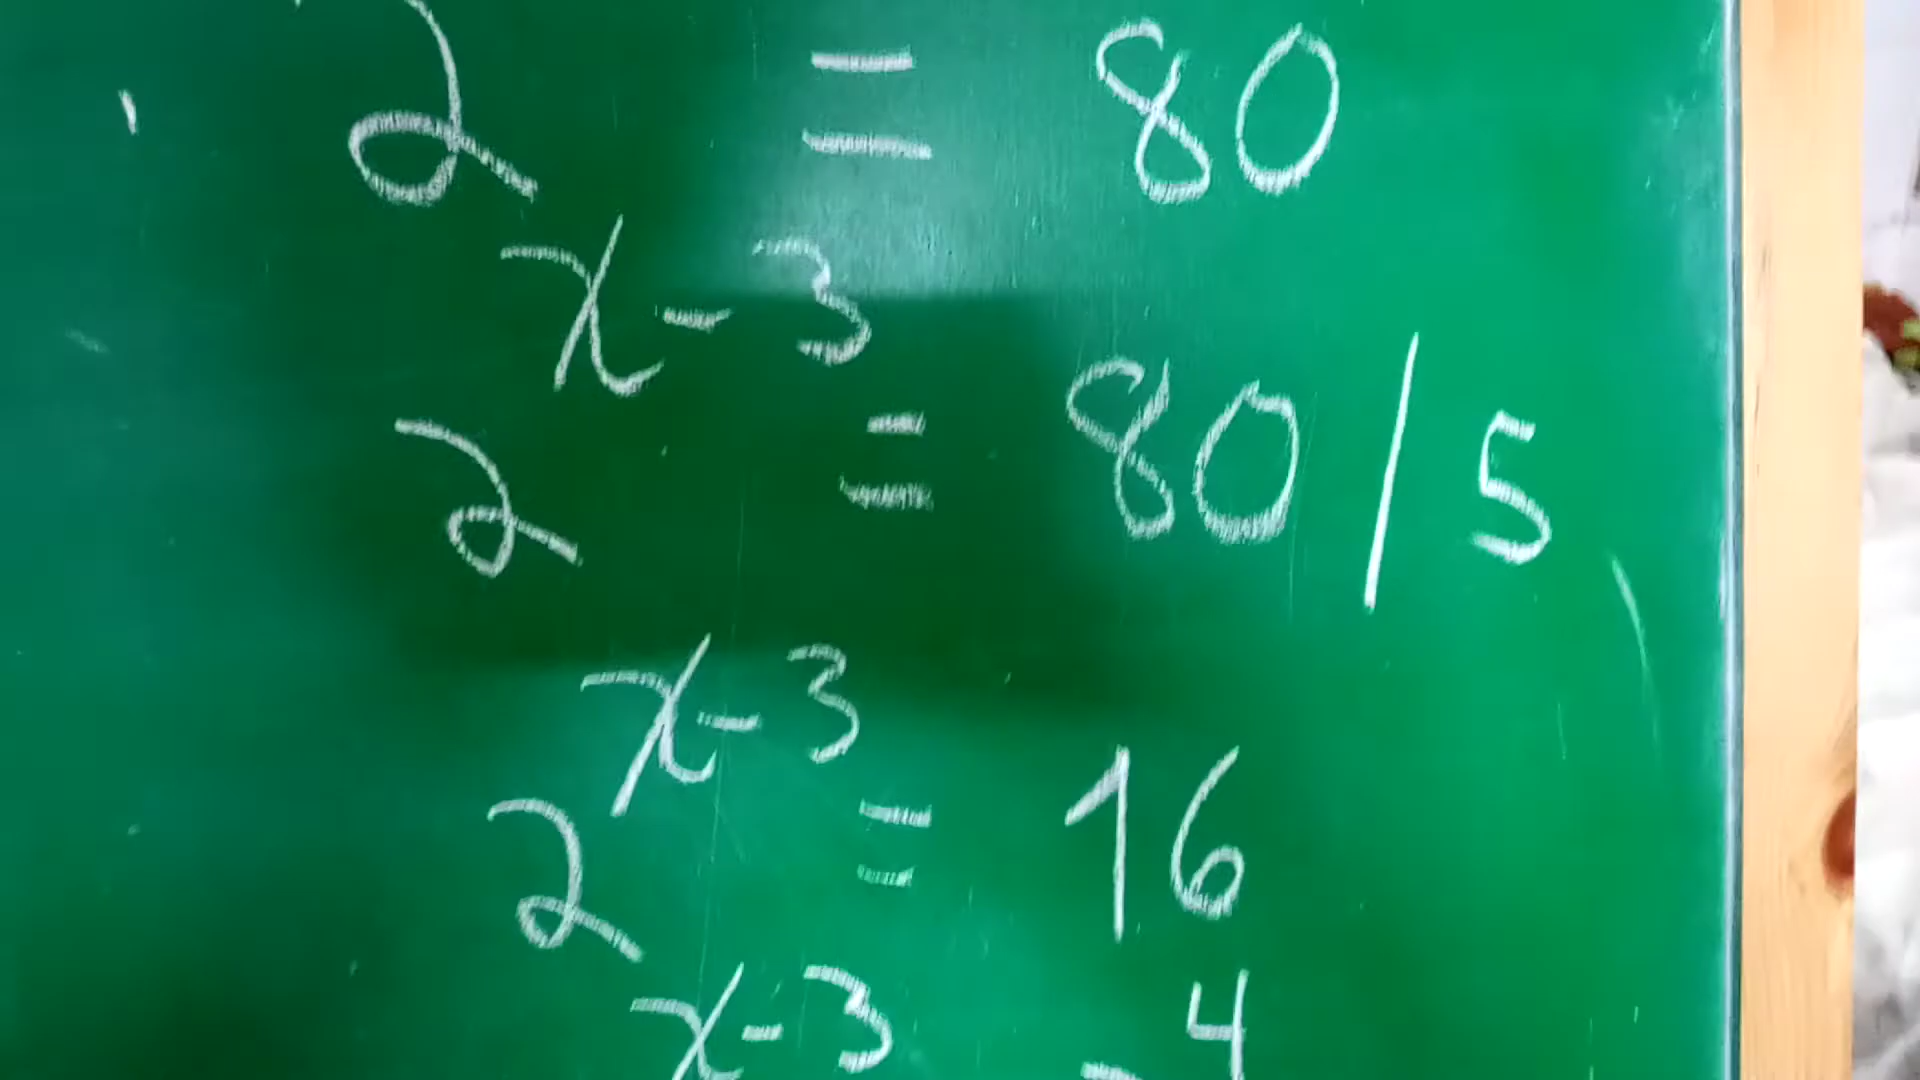 2 = 80
2^{x-3} = 80/5
2^{x-3} = 16
x-3 4